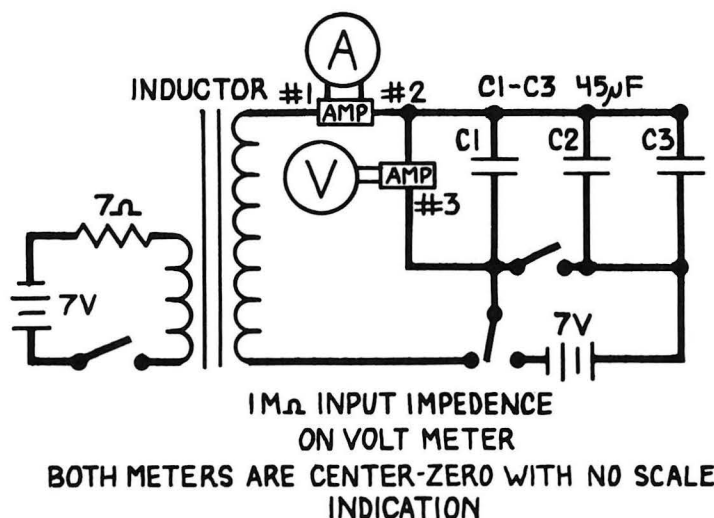 A
INDUCTOR #1 AMP #2 C1-C3 45µF
C1 C2 C3
V AMP
#3
7Ω
7V
7V
1MΩ INPUT IMPEDENCE
ON VOLT METER
BOTH METERS ARE CENTER-ZERO WITH NO SCALE
INDICATION